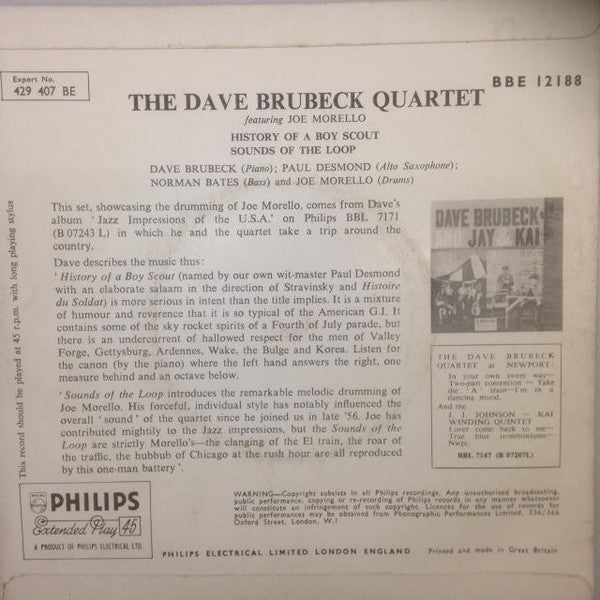 Export No.
429 407 BE
BBE 12188
THE DAVE BRUBECK QUARTET
featuring JOE MORELLO
HISTORY OF A BOY SCOUT
SOUNDS OF THE LOOP
DAVE BRUBECK (Piano); PAUL DESMOND (Alto Saxophone);
NORMAN BATES (Bass) and JOE MORELLO (Drums)
This set, showcasing the drumming of Joe Morello, comes from Dave's
album 'Jazz Impressions of the U.S.A.' on Philips BBL 7171
(B 07243 L) in which he and the quartet take a trip around the
country.
Dave describes the music thus:
'History of a Boy Scout (named by our own wit-master Paul Desmond
with an elaborate salaam in the direction of Stravinsky and Histoire
du Soldat) is more serious in intent than the title implies. It is a mixture
of humour and reverence that it is so typical of the American G.I. It
contains some of the sky rocket spirits of a Fourth of July parade, but
there is an undercurrent of hallowed respect for the men of Valley
Forge, Gettysburg, Ardennes, Wake, the Bulge and Korea. Listen for
the canon (by the piano) where the left hand answers the right, one
measure behind and an octave below.
'Sounds of the Loop introduces the remarkable melodic drumming of
Joe Morello. His forceful, individual style has notably influenced the
overall 'sound' of the quartet since he joined us in late '56. Joe has
contributed mightily to the Jazz impressions, but the Sounds of the
Loop are strictly Morello's—the clanging of the El train, the roar of
the traffic, the hubbub of Chicago at the rush hour are all reproduced
by this one-man battery'.
This record should be played at 45 r.p.m. with long playing stylus
DAVE BRUBECK
JAY KAI
THE DAVE BRUBECK
QUARTET at NEWPORT:
In your own sweet way—
Two-part contention — Take
the 'A' train—I'm in a
dancing mood.
And the
J. J. JOHNSON – KAI
WINDING QUINTET
Lover come back to me—
True blue tromboniums—
Nwpt.
BBL 7147 (B 07207L)
PHILIPS
PHILIPS
Extended Play 45
A PRODUCT OF PHILIPS ELECTRICAL LTD.
WARNING—Copyright subsists in all Philips recordings. Any unauthorised broadcasting,
public performance, copying or re-recording of Philips records in any manner whatsoever
will constitute an infringement of such copyright. Licences for the use of records for
public performances may be obtained from Phonographic Performances Limited, 356/366
Oxford Street, London, W.1
PHILIPS ELECTRICAL LIMITED LONDON ENGLAND
Printed and made in Great Britain